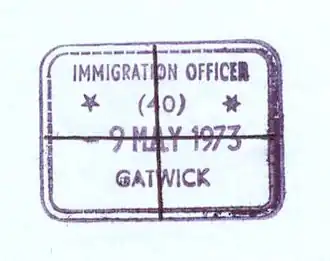 IMMIGRATION OFFICER
* (40) *
- 9 MAY 1973
GATWICK